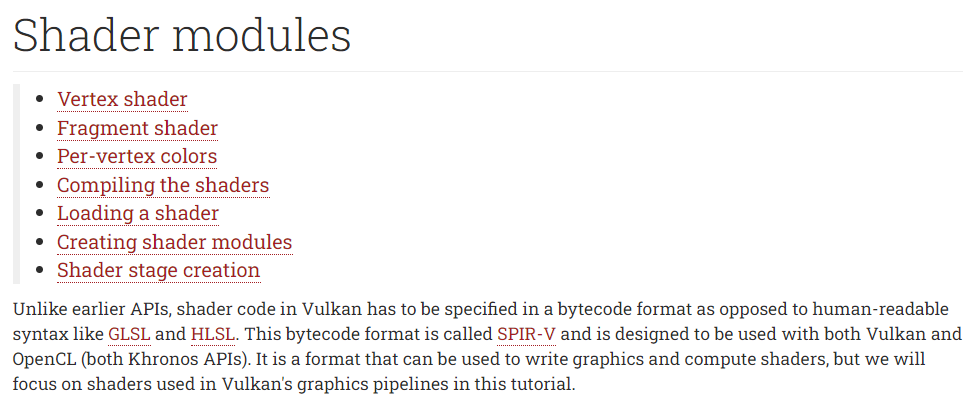 Shader modules
Vertex shader
Fragment shader
Per-vertex colors
Compiling the shaders
Loading a shader
Creating shader modules
Shader stage creation
Unlike earlier APIs, shader code in Vulkan has to be specified in a bytecode format as opposed to human-readable
syntax like GLSL and HLSL. This bytecode format is called SPIR-V and is designed to be used with both Vulkan and
OpenCL (both Khronos APIs). It is a format that can be used to write graphics and compute shaders, but we will
focus on shaders used in Vulkan's graphics pipelines in this tutorial.